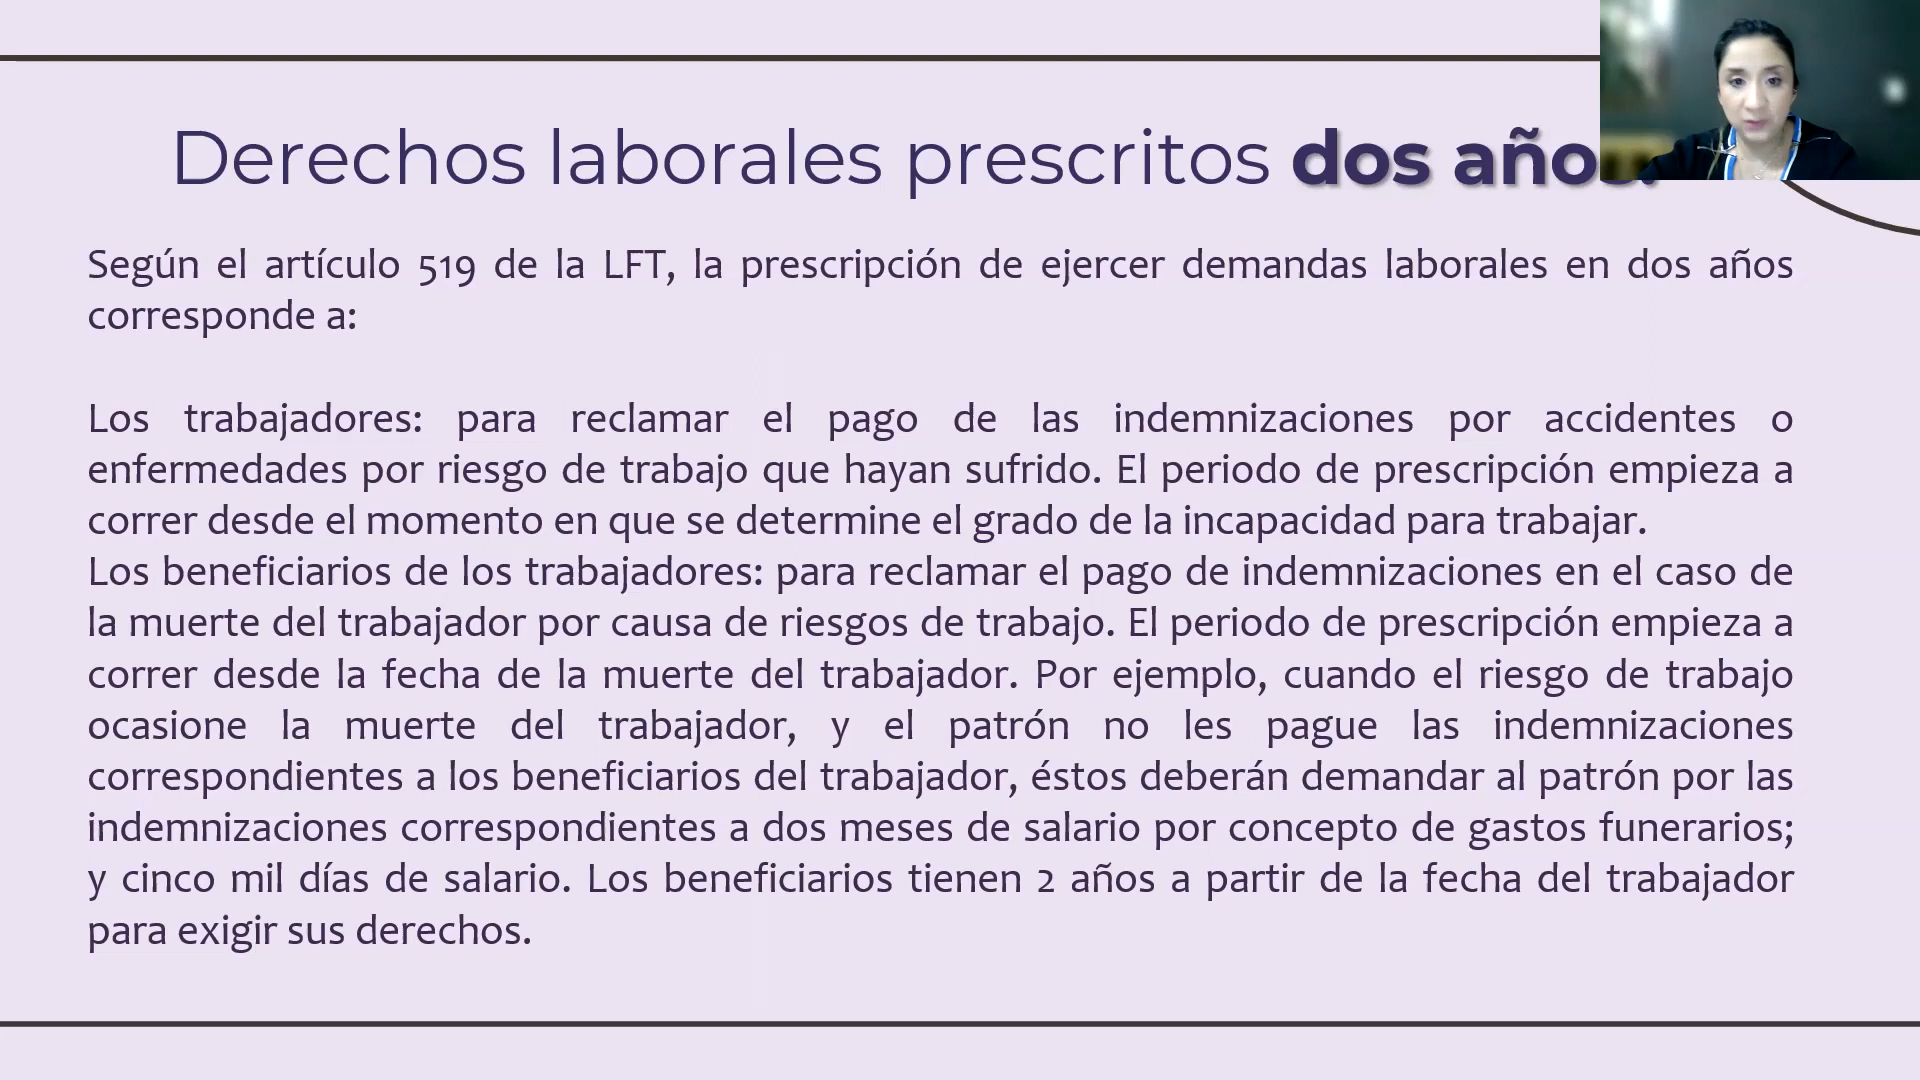 Derechos laborales prescritos dos años.
Según el artículo 519 de la LFT, la prescripción de ejercer demandas laborales en dos años
corresponde a:
Los trabajadores: para reclamar el pago de las indemnizaciones por accidentes o
enfermedades por riesgo de trabajo que hayan sufrido. El periodo de prescripción empieza a
correr desde el momento en que se determine el grado de la incapacidad para trabajar.
Los beneficiarios de los trabajadores: para reclamar el pago de indemnizaciones en el caso de
la muerte del trabajador por causa de riesgos de trabajo. El periodo de prescripción empieza a
correr desde la fecha de la muerte del trabajador. Por ejemplo, cuando el riesgo de trabajo
ocasione la muerte del trabajador, y el patrón no les pague las indemnizaciones
correspondientes a los beneficiarios del trabajador, éstos deberán demandar al patrón por las
indemnizaciones correspondientes a dos meses de salario por concepto de gastos funerarios;
y cinco mil días de salario. Los beneficiarios tienen 2 años a partir de la fecha del trabajador
para exigir sus derechos.